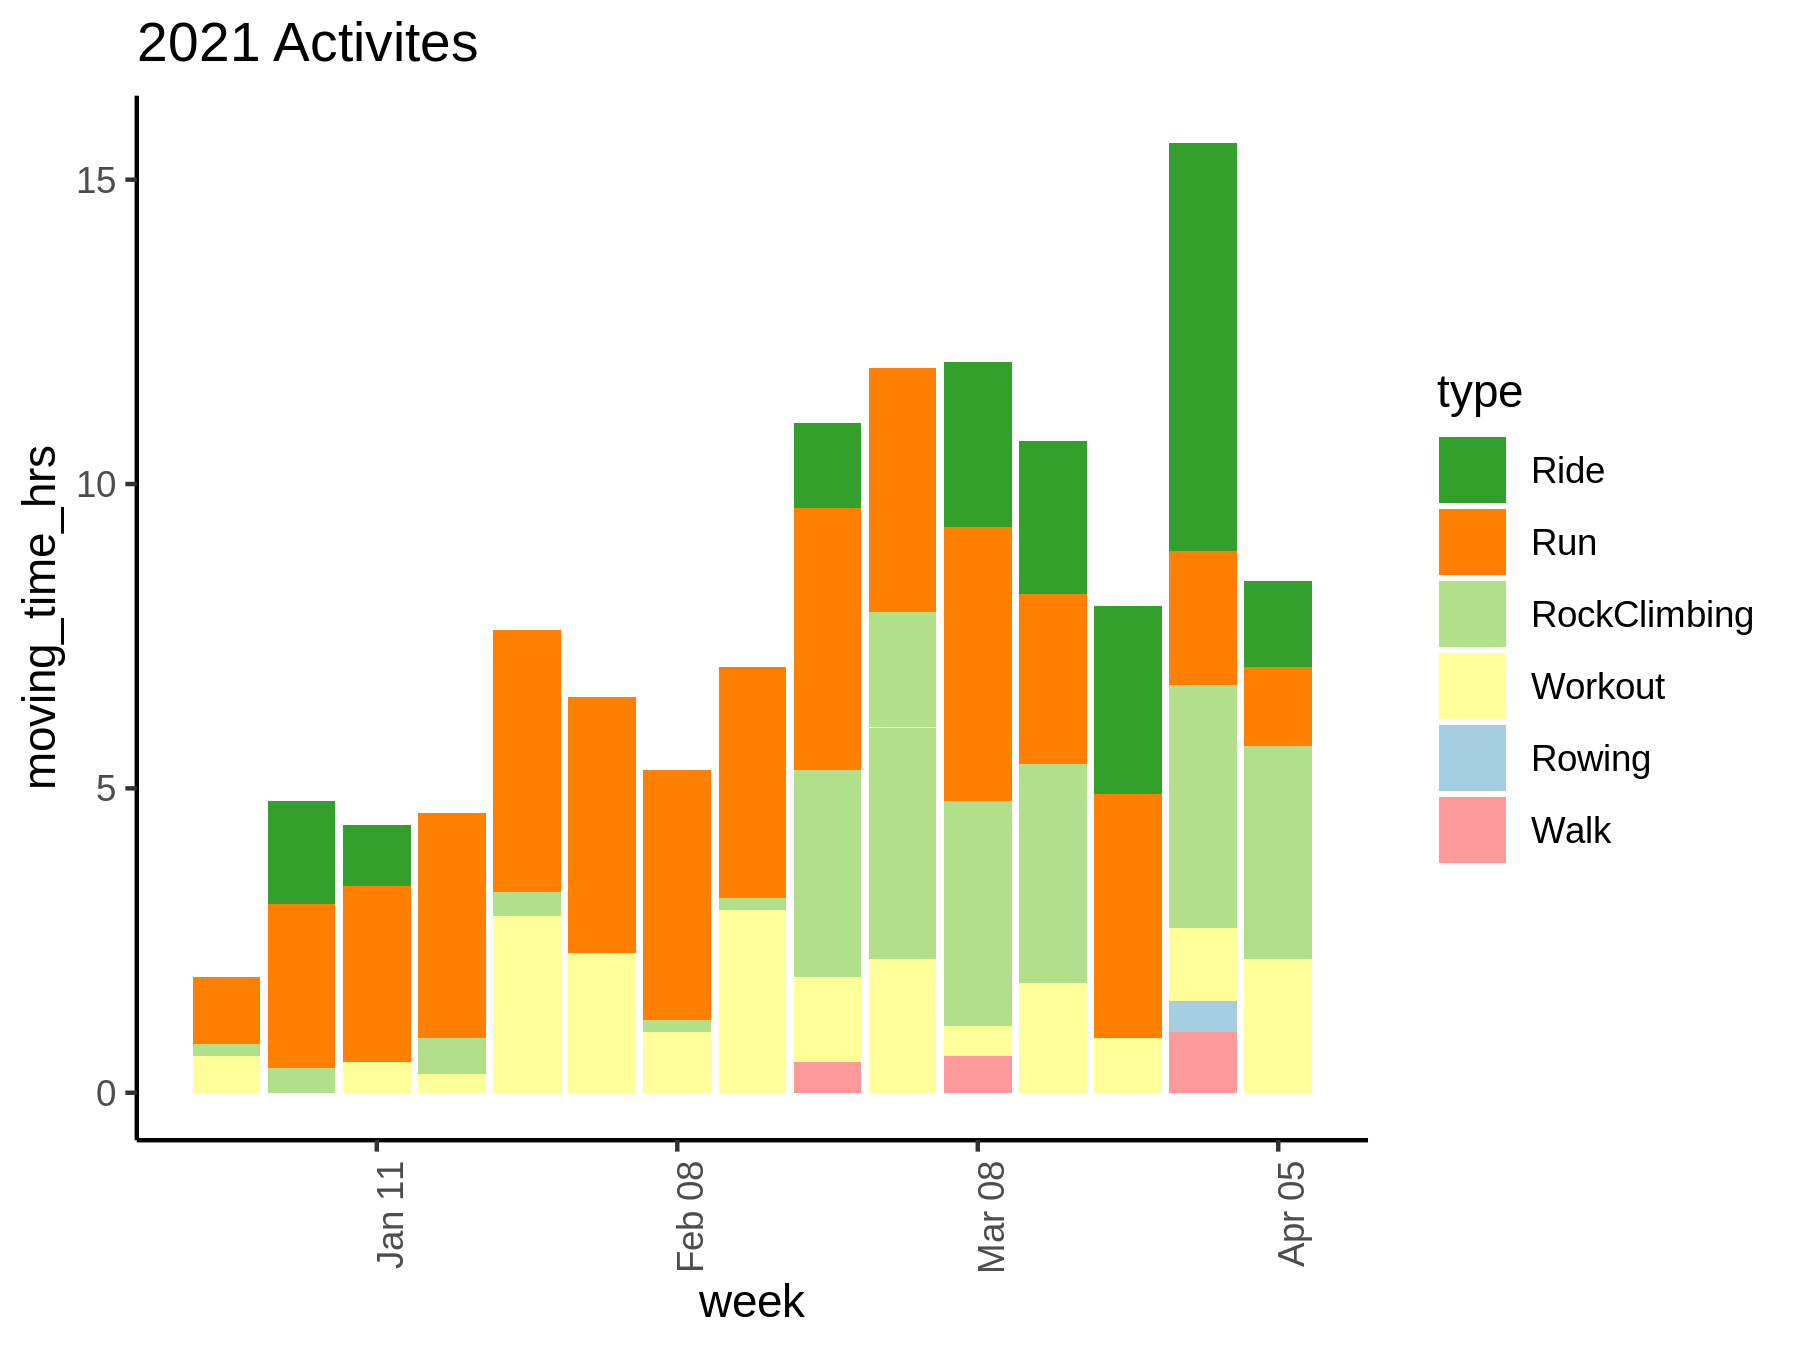 2021 Activites
moving_time_hrs
15
10
5
0
Jan 11
Feb 08
Mar 08
Apr 05
week
type
Ride
Run
RockClimbing
Workout
Rowing
Walk